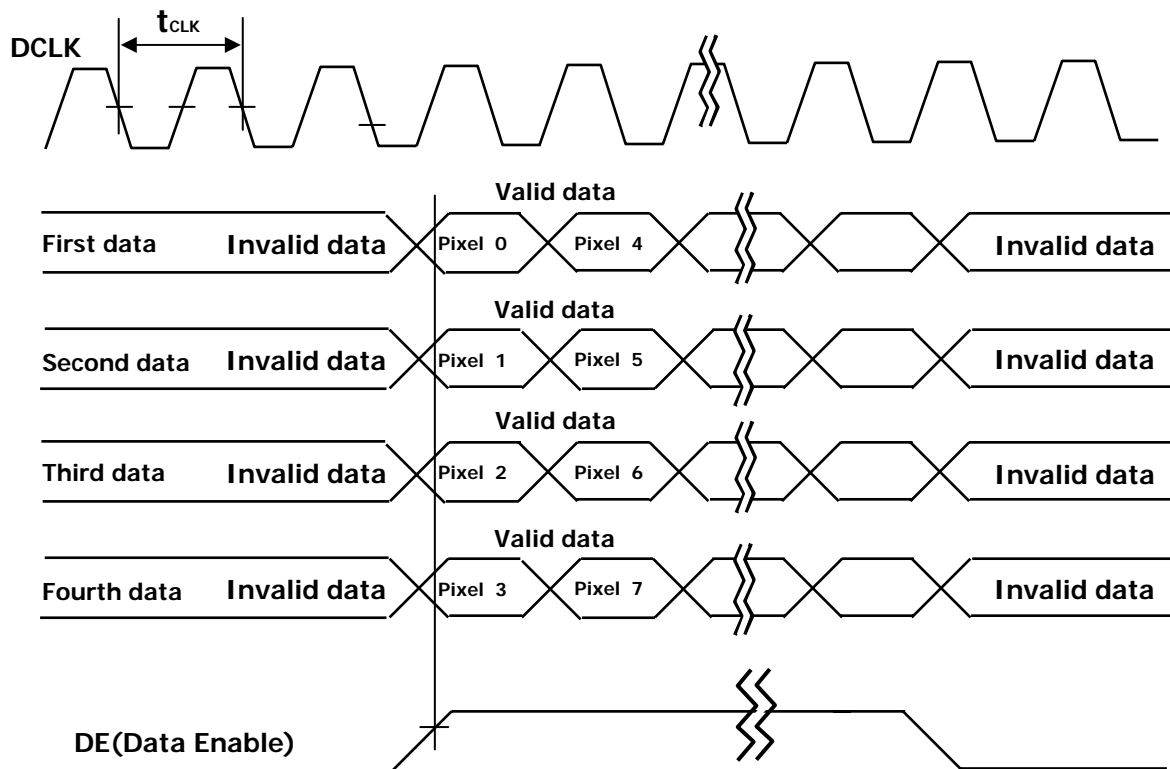 tCLK
DCLK
Valid data
First data Invalid data Pixel 0 Pixel 4 Invalid data
Valid data
Second data Invalid data Pixel 1 Pixel 5 Invalid data
Valid data
Third data Invalid data Pixel 2 Pixel 6 Invalid data
Valid data
Fourth data Invalid data Pixel 3 Pixel 7 Invalid data
DE(Data Enable)